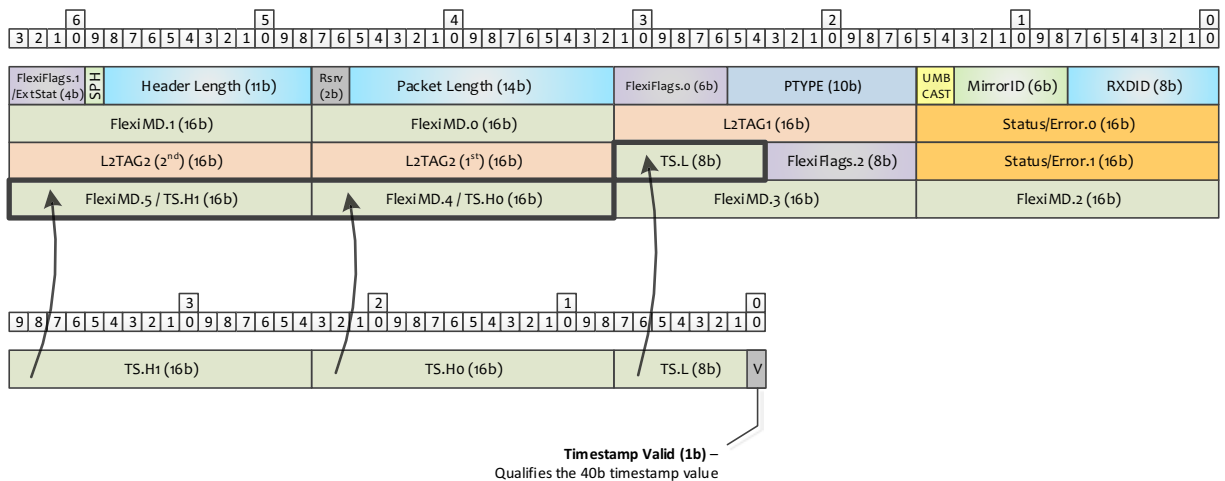 6 5 4 3 2 1 0
3 2 1 0 9 8 7 6 5 4 3 2 1 0 9 8 7 6 5 4 3 2 1 0 9 8 7 6 5 4 3 2 1 0 9 8 7 6 5 4 3 2 1 0 9 8 7 6 5 4 3 2 1 0 9 8 7 6 5 4 3 2 1 0
FlexiFlags.1
/ExtStat (4b)
SPH
Header Length (11b)
Rsrv
(2b)
Packet Length (14b)
FlexiFlags.0 (6b)
PTYPE (10b)
UMB
CAST
MirrorID (6b)
RXDID (8b)
FlexiMD.1 (16b)
FlexiMD.0 (16b)
L2TAG1 (16b)
Status/Error.0 (16b)
L2TAG2 (2nd) (16b)
L2TAG2 (1st) (16b)
TS.L (8b)
FlexiFlags.2 (8b)
Status/Error.1 (16b)
FlexiMD.5 / TS.H1 (16b)
FlexiMD.4 / TS.H0 (16b)
FlexiMD.3 (16b)
FlexiMD.2 (16b)
3 2 1 0
9 8 7 6 5 4 3 2 1 0 9 8 7 6 5 4 3 2 1 0 9 8 7 6 5 4 3 2 1 0 9 8 7 6 5 4 3 2 1 0
TS.H1 (16b)
TS.H0 (16b)
TS.L (8b)
V
Timestamp Valid (1b) –
Qualifies the 40b timestamp value